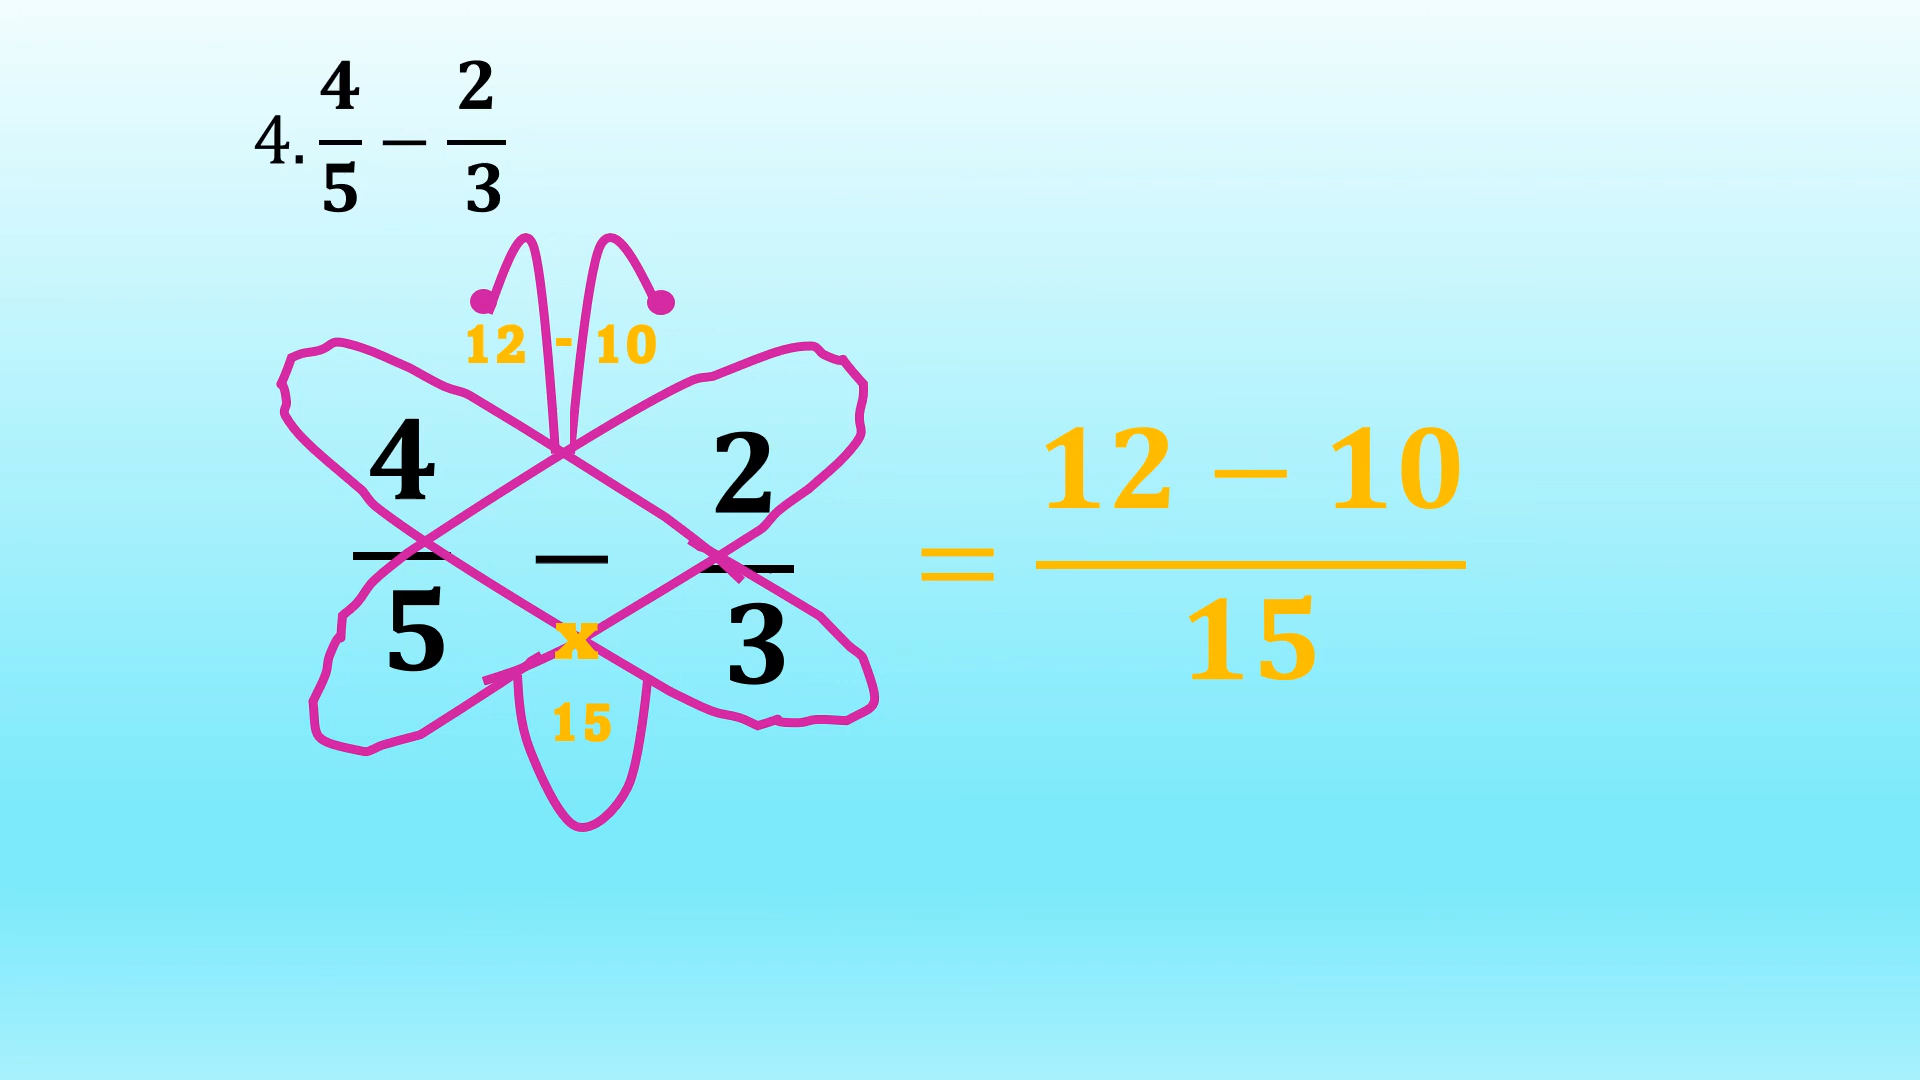 4. 4/5 − 2/3
12 - 10
4/5 − 2/3 = 12 − 10/15
x
15